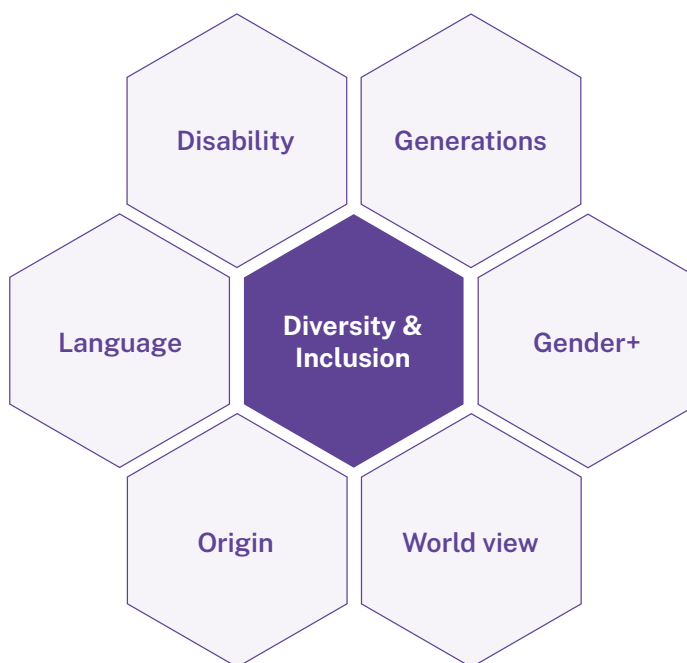 Disability
Generations
Language
Diversity &
Inclusion
Gender+
Origin
World view